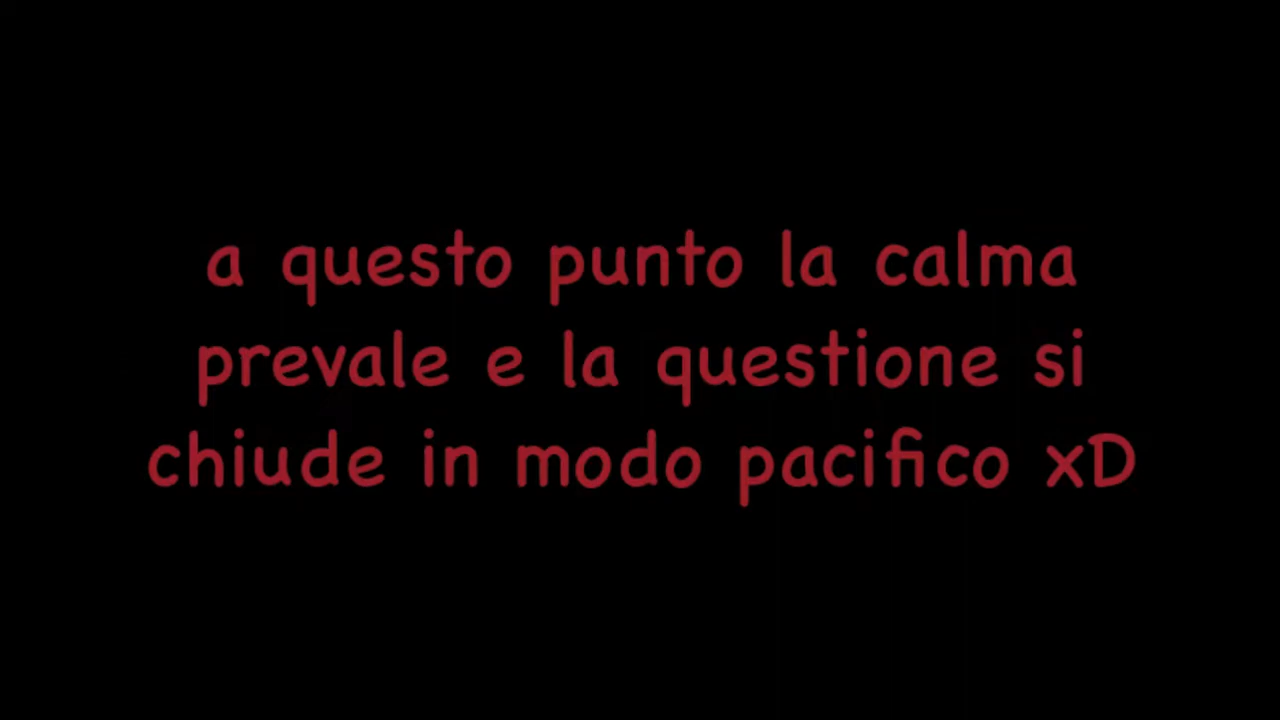 a questo punto la calma
prevale e la questione si
chiude in modo pacifico xD